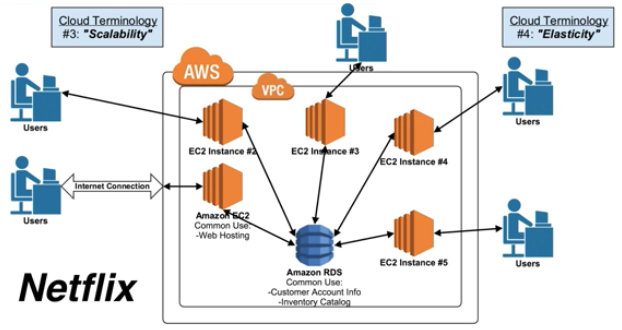 Cloud Terminology
#3: "Scalability"
Cloud Terminology
#4: "Elasticity"
Users
AWS
VPC
Users
Users
EC2 Instance #2
EC2 Instance #3
EC2 Instance #4
Internet Connection
Users
Amazon EC2
Common Use:
-Web Hosting
EC2 Instance #5
Users
Amazon RDS
Common Use:
-Customer Account Info
-Inventory Catalog
Netflix